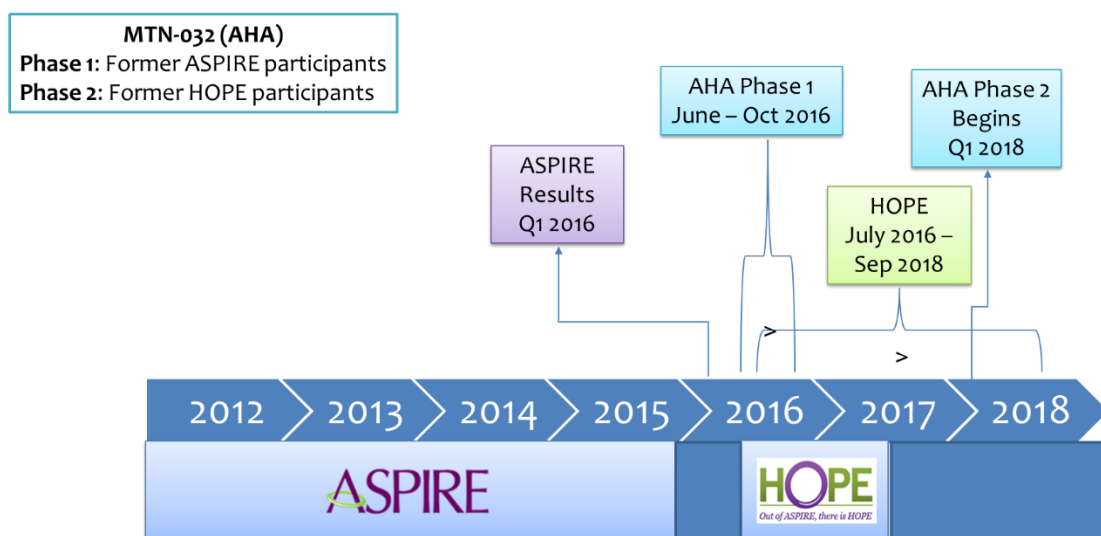 MTN-032 (AHA)
Phase 1: Former ASPIRE participants
Phase 2: Former HOPE participants
AHA Phase 1
June – Oct 2016
AHA Phase 2
Begins
Q1 2018
ASPIRE
Results
Q1 2016
HOPE
July 2016 –
Sep 2018
>
>
2012 2013 2014 2015 2016 2017 2018
ASPIRE
HOPE
Out of ASPIRE, there is HOPE